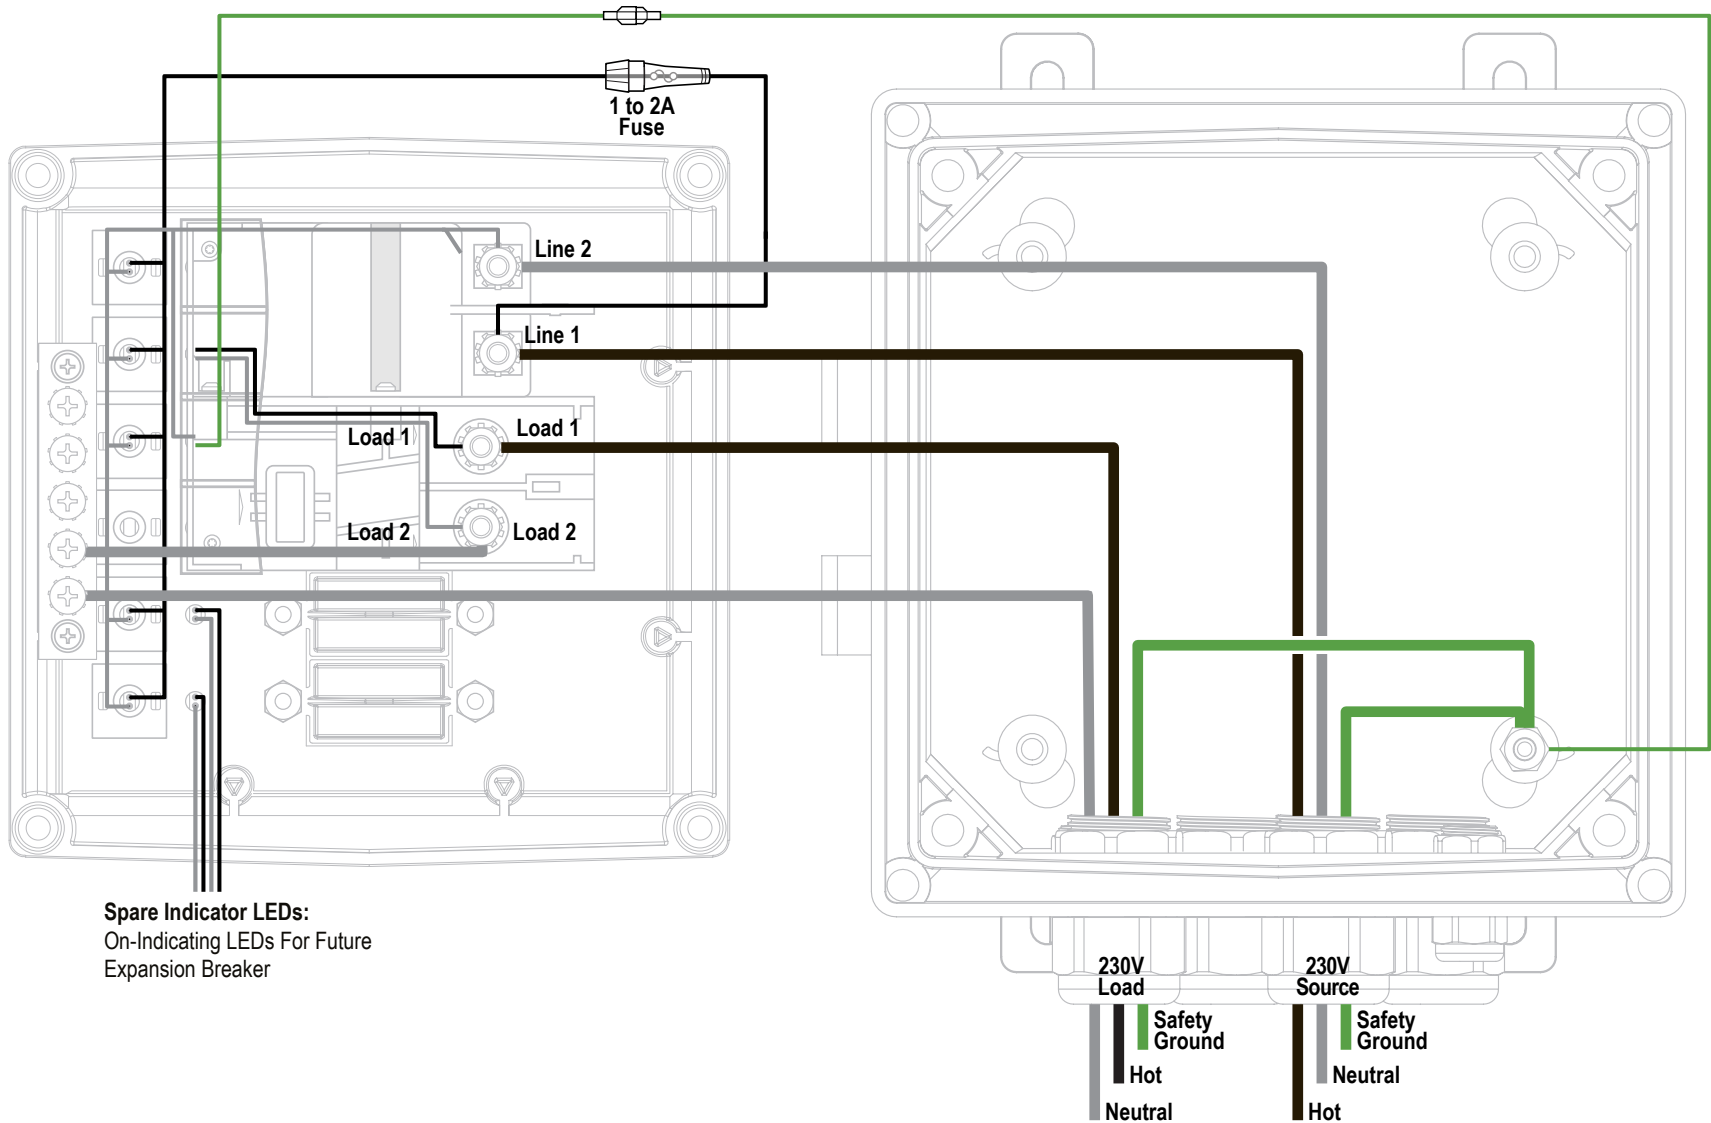 1 to 2A
Fuse
Line 2
Line 1
Load 1
Load 1
Load 2
Load 2
Spare Indicator LEDs:
On-Indicating LEDs For Future
Expansion Breaker
230V
Load
230V
Source
Safety
Ground
Safety
Ground
Hot
Neutral
Neutral
Hot